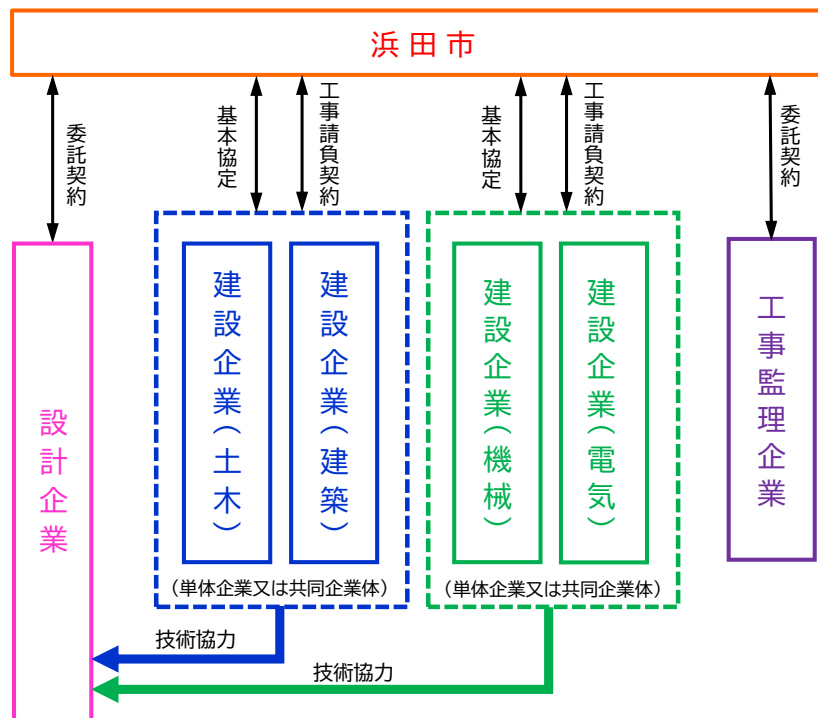 浜田市
委託契約
基本協定
工事請負契約
基本協定
工事請負契約
委託契約
設計企業
建設企業(土木)
建設企業(建築)
(単体企業又は共同企業体)
建設企業(機械)
建設企業(電気)
(単体企業又は共同企業体)
工事監理企業
技術協力
技術協力